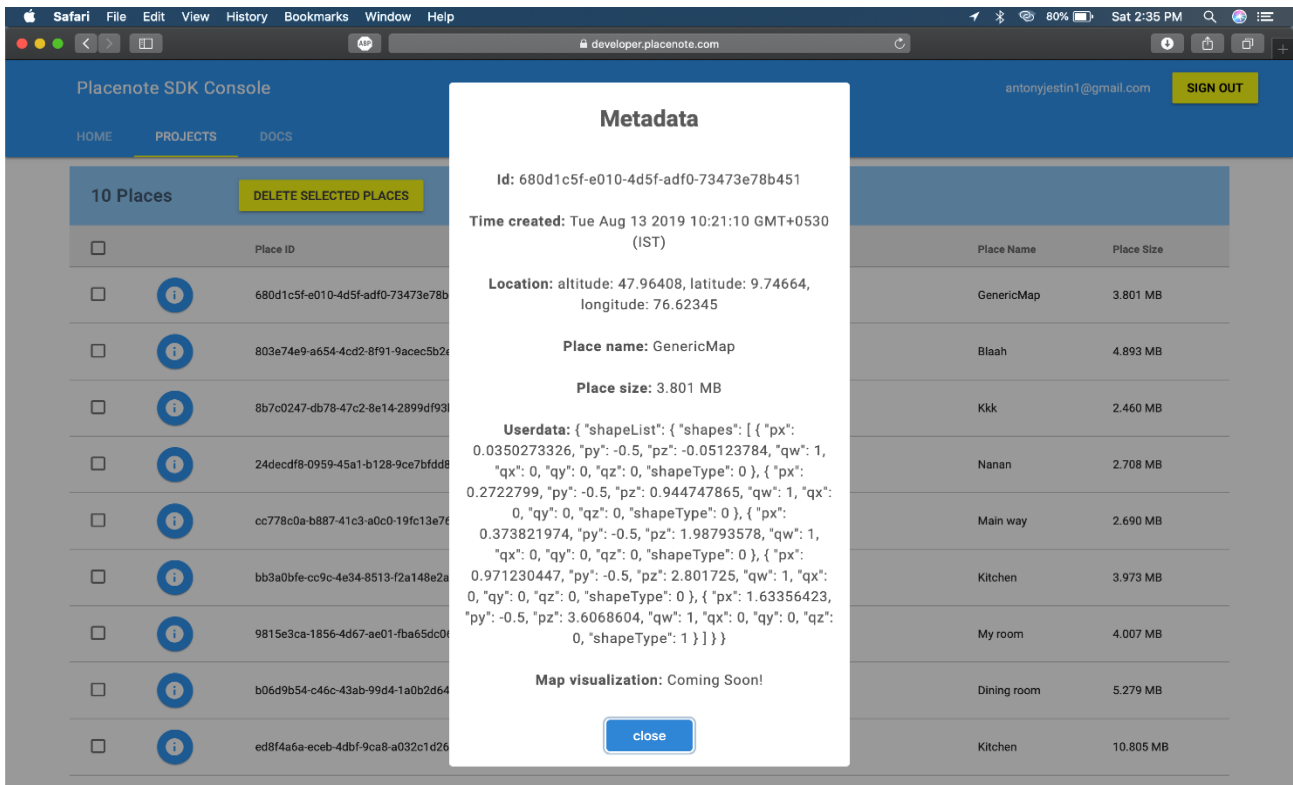 Safari File Edit View History Bookmarks Window Help 80% Sat 2:35 PM
ABP developer.placenote.com
Placenote SDK Console antonyjestin1@gmail.com SIGN OUT
HOME PROJECTS DOCS
10 Places DELETE SELECTED PLACES
Place ID Place Name Place Size
680d1c5f-e010-4d5f-adf0-73473e78b GenericMap 3.801 MB
803e74e9-a654-4cd2-8f91-9acec5b2e Blaah 4.893 MB
8b7c0247-db78-47c2-8e14-2899df93 Kkk 2.460 MB
24decdf8-0959-45a1-b128-9ce7bfdd8 Nanan 2.708 MB
cc778c0a-b887-41c3-a0c0-19fc13e76 Main way 2.690 MB
bb3a0bfe-cc9c-4e34-8513-f2a148e2a Kitchen 3.973 MB
9815e3ca-1856-4d67-ae01-fba65dc06 My room 4.007 MB
b06d9b54-c46c-43ab-99d4-1a0b2d64 Dining room 5.279 MB
ed8f4a6a-eceb-4dbf-9ca8-a032c1d26 Kitchen 10.805 MB
Metadata
Id: 680d1c5f-e010-4d5f-adf0-73473e78b451
Time created: Tue Aug 13 2019 10:21:10 GMT+0530
(IST)
Location: altitude: 47.96408, latitude: 9.74664,
longitude: 76.62345
Place name: GenericMap
Place size: 3.801 MB
Userdata: { "shapeList": { "shapes": [ { "px":
0.0350273326, "py": -0.5, "pz": -0.05123784, "qw": 1,
"qx": 0, "qy": 0, "qz": 0, "shapeType": 0 }, { "px":
0.2722799, "py": -0.5, "pz": 0.944747865, "qw": 1, "qx":
0, "qy": 0, "qz": 0, "shapeType": 0 }, { "px":
0.373821974, "py": -0.5, "pz": 1.98793578, "qw": 1,
"qx": 0, "qy": 0, "qz": 0, "shapeType": 0 }, { "px":
0.971230447, "py": -0.5, "pz": 2.801725, "qw": 1, "qx":
0, "qy": 0, "qz": 0, "shapeType": 0 }, { "px": 1.63356423,
"py": -0.5, "pz": 3.6068604, "qw": 1, "qx": 0, "qy": 0, "qz":
0, "shapeType": 1 } ] } }
Map visualization: Coming Soon!
close